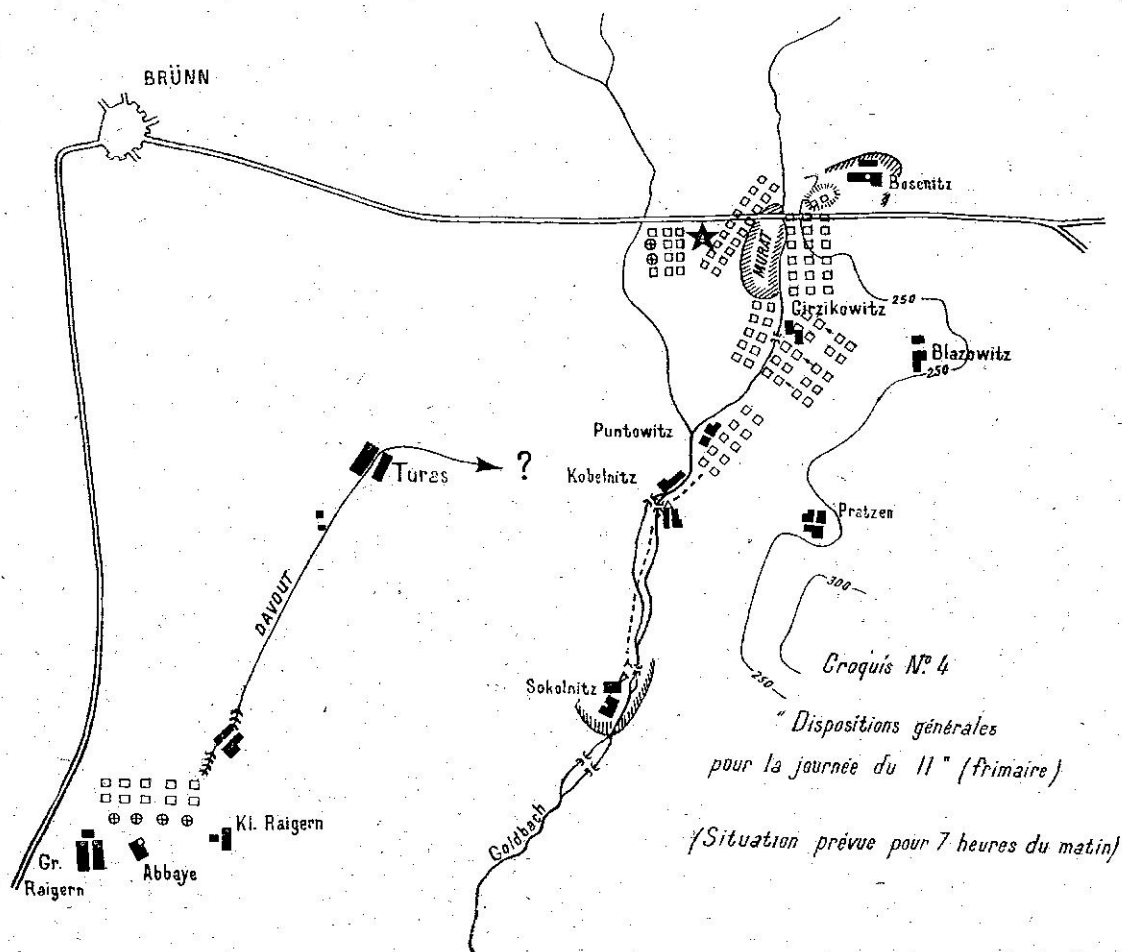 BRÜNN
Bosenitz
MURAT
Girzikowitz
250
Blazowitz
250
Puntowitz
Kobelnitz
Turas
?
Pratzen
DAVOUT
300
Croquis N° 4
250
Sokolnitz
" Dispositions générales
pour la journée du 11 " (frimaire)
Goldbach
(Situation prévue pour 7 heures du matin)
Kl. Raigern
Gr.
Raigern
Abbaye